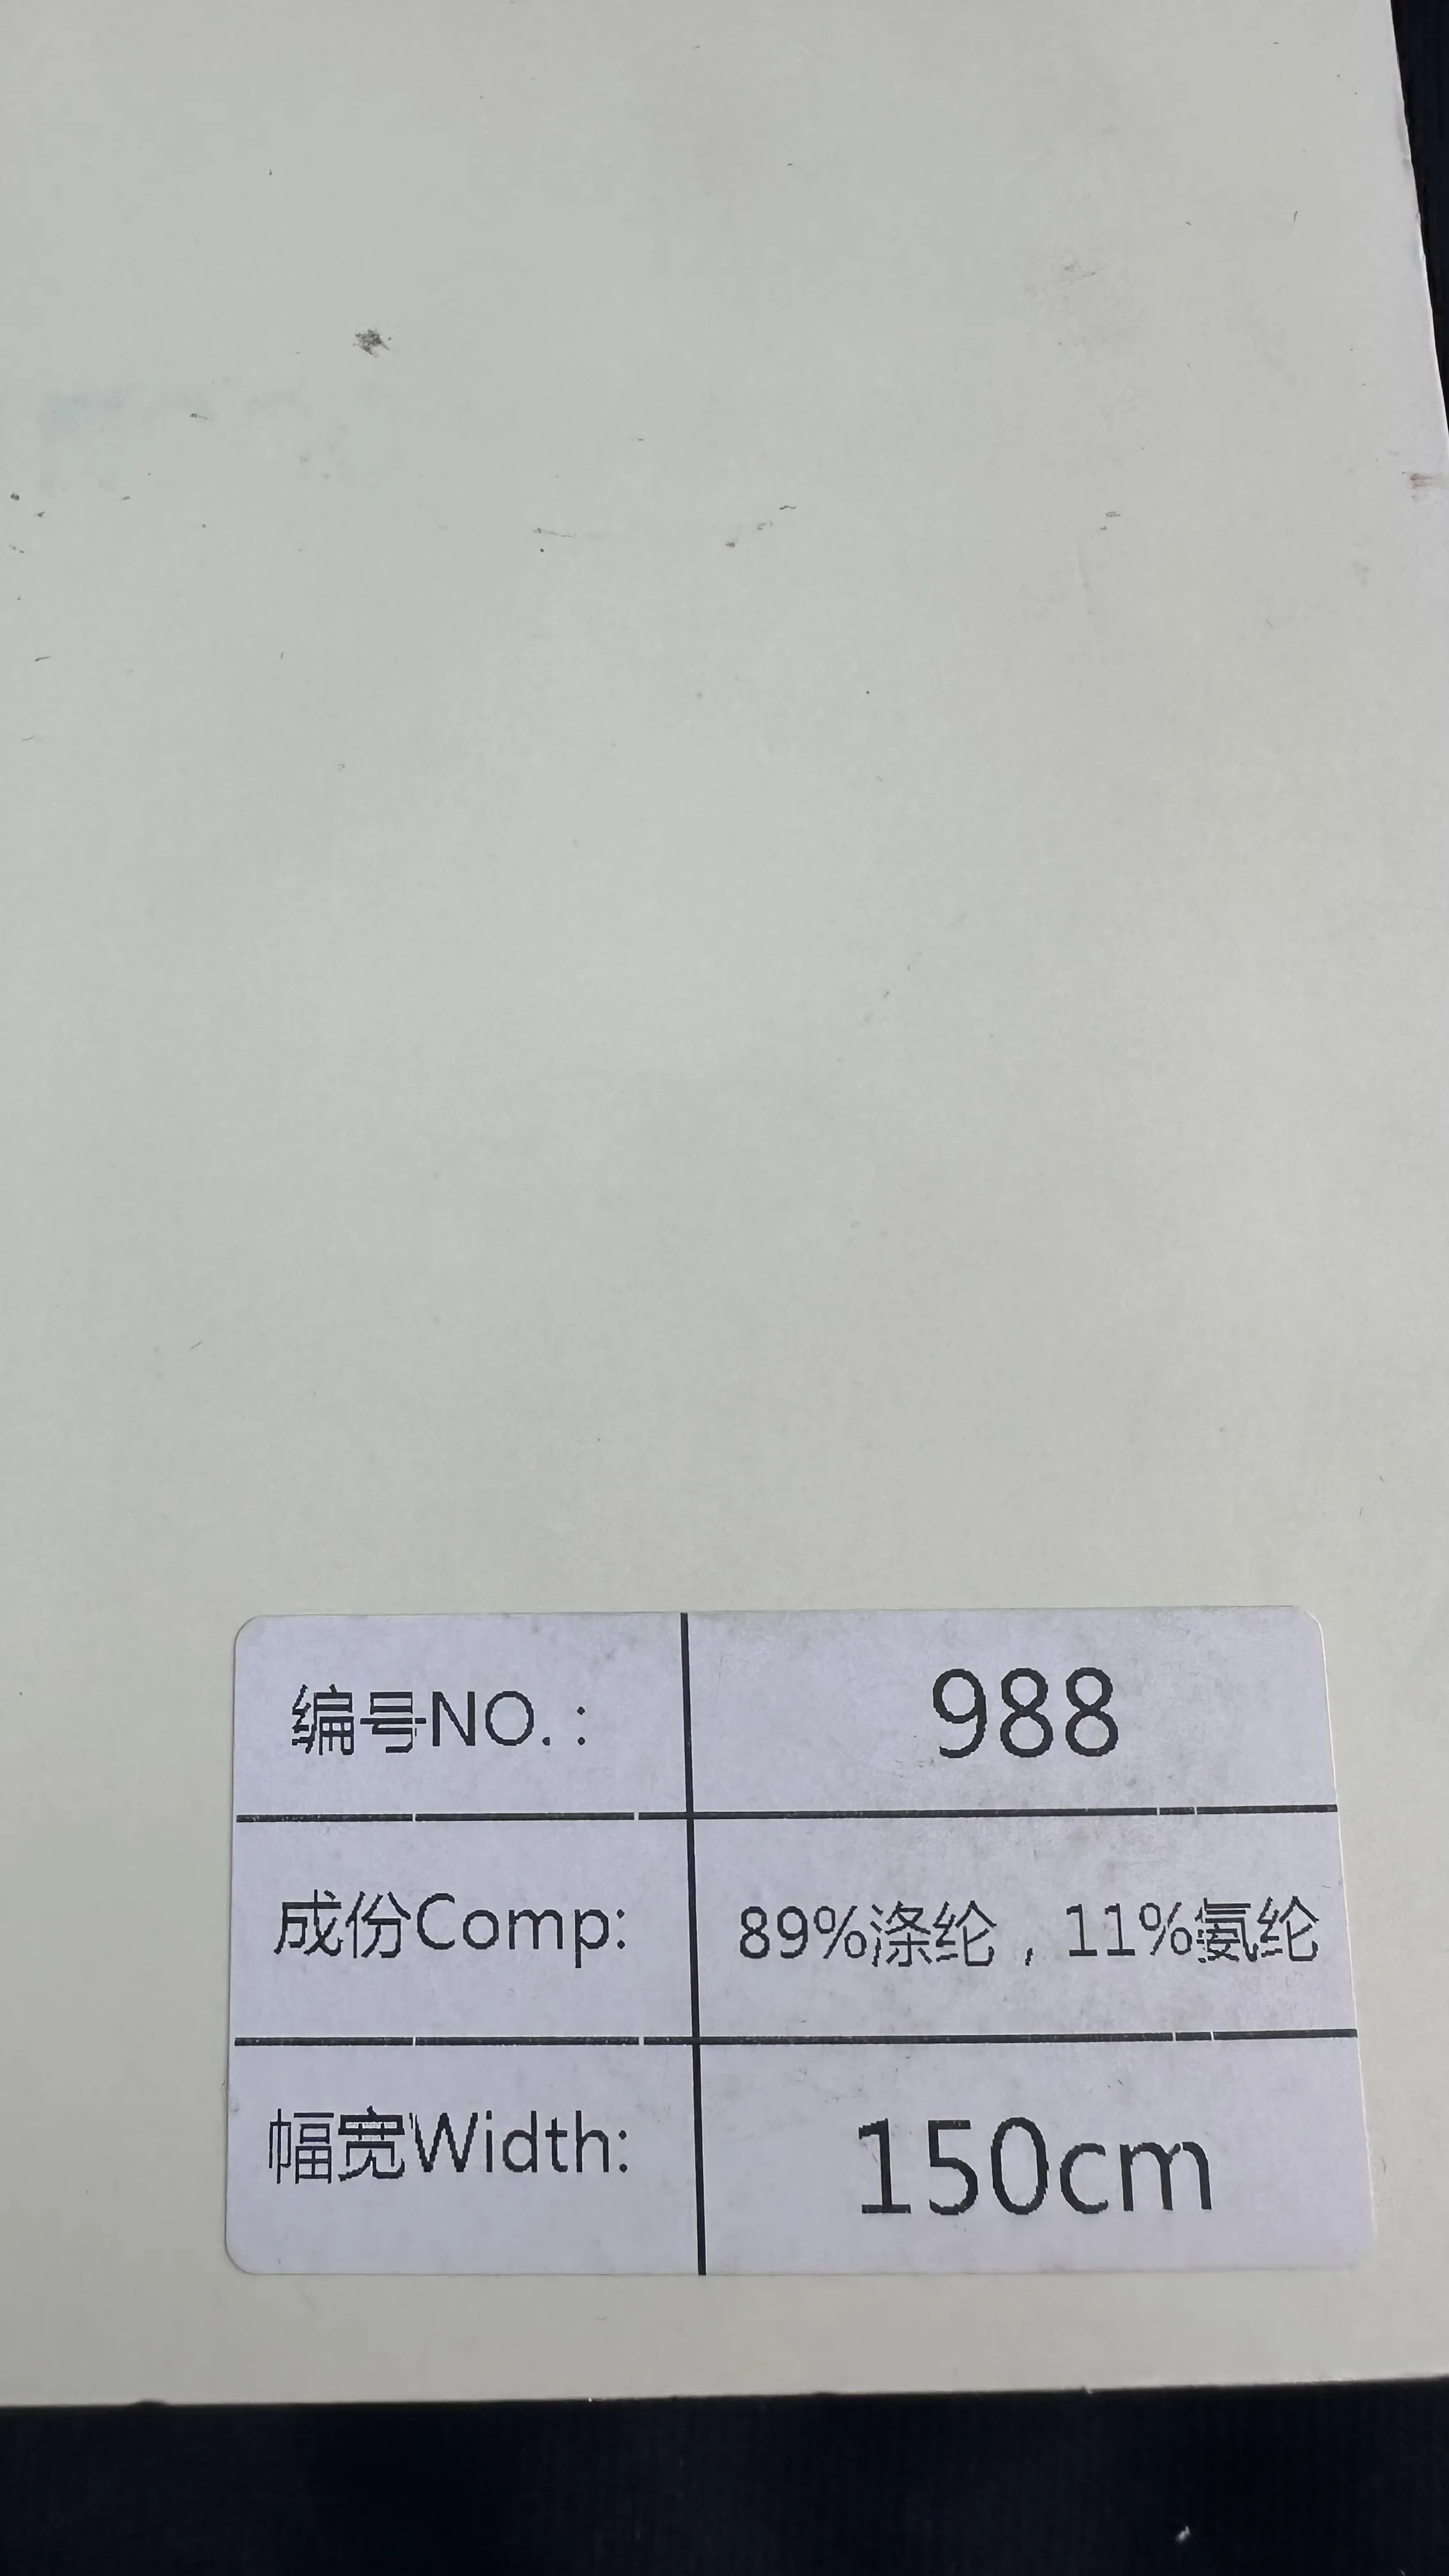 编号NO.: 988
成份Comp: 89%涤纶，11%氨纶
幅宽Width: 150cm